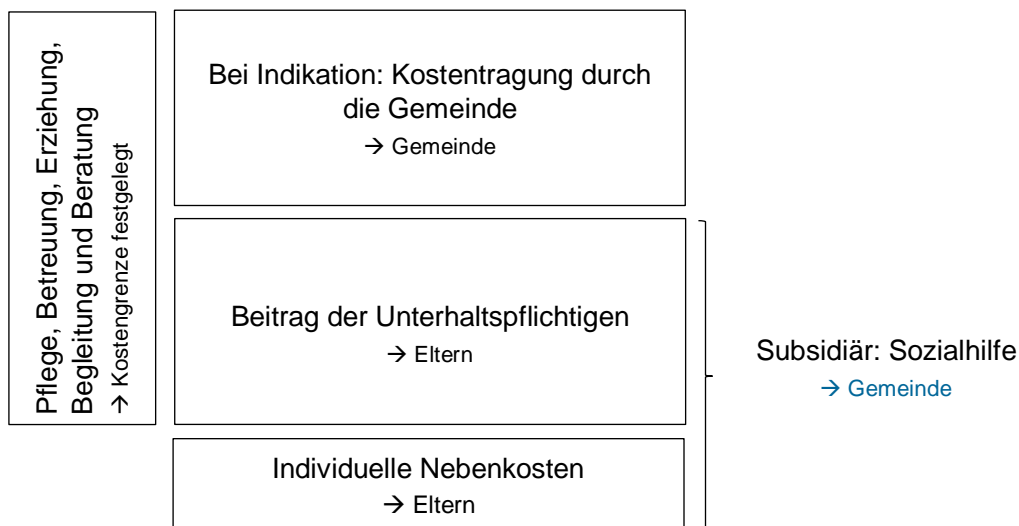 Pflege, Betreuung, Erziehung,
Begleitung und Beratung
→ Kostengrenze festgelegt
Bei Indikation: Kostentragung durch
die Gemeinde
→ Gemeinde
Beitrag der Unterhaltspflichtigen
→ Eltern
Individuelle Nebenkosten
→ Eltern
Subsidiär: Sozialhilfe
→ Gemeinde